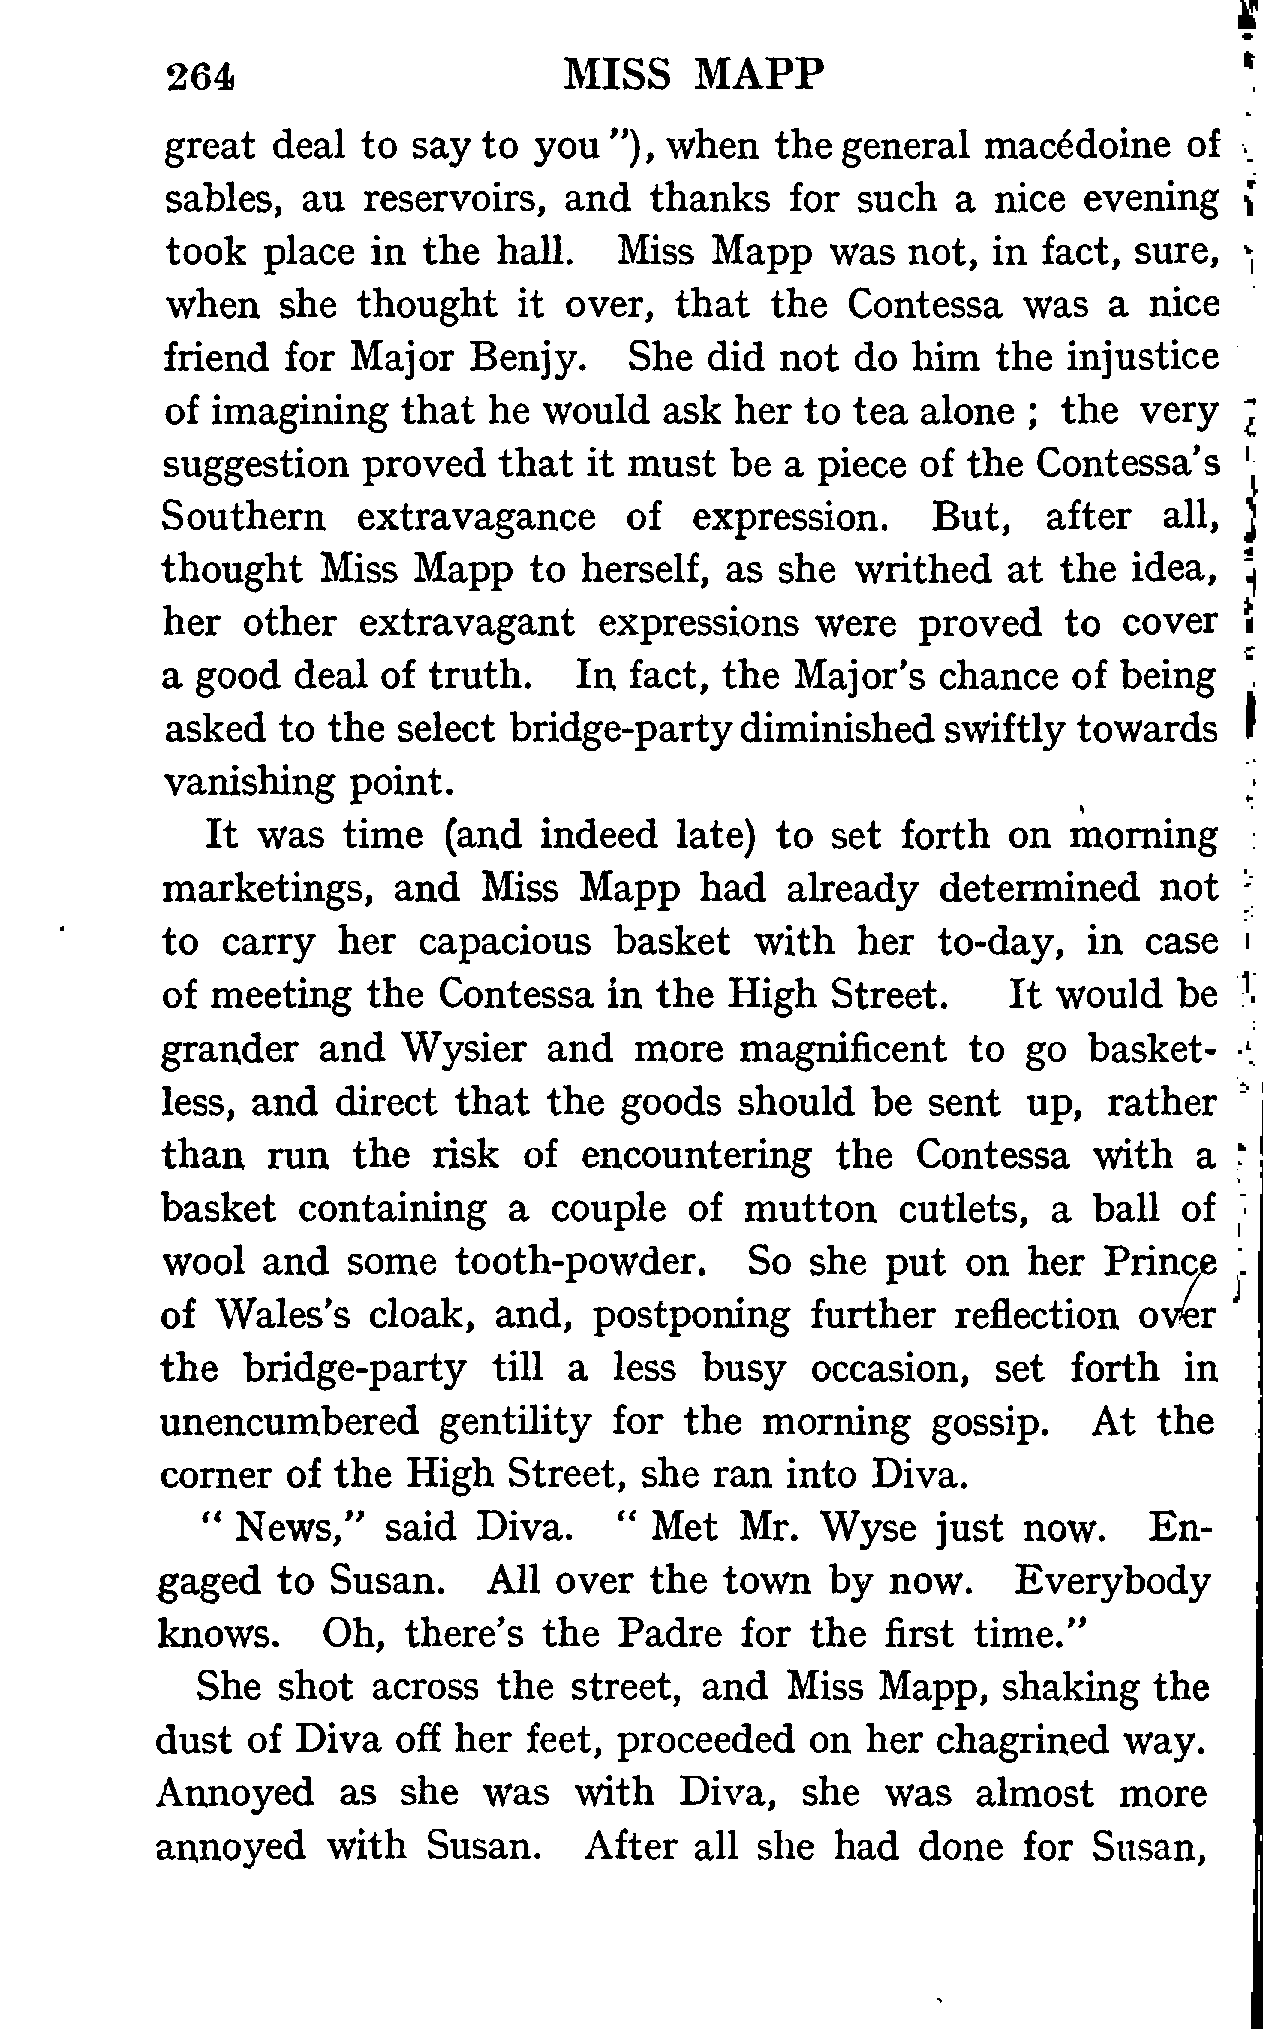 264 MISS MAPP
great deal to say to you "), when the general macédoine of
sables, au reservoirs, and thanks for such a nice evening
took place in the hall. Miss Mapp was not, in fact, sure,
when she thought it over, that the Contessa was a nice
friend for Major Benjy. She did not do him the injustice
of imagining that he would ask her to tea alone ; the very
suggestion proved that it must be a piece of the Contessa's
Southern extravagance of expression. But, after all,
thought Miss Mapp to herself, as she writhed at the idea,
her other extravagant expressions were proved to cover
a good deal of truth. In fact, the Major's chance of being
asked to the select bridge-party diminished swiftly towards
vanishing point.
It was time (and indeed late) to set forth on morning
marketings, and Miss Mapp had already determined not
to carry her capacious basket with her to-day, in case
of meeting the Contessa in the High Street. It would be
grander and Wysier and more magnificent to go basket-
less, and direct that the goods should be sent up, rather
than run the risk of encountering the Contessa with a
basket containing a couple of mutton cutlets, a ball of
wool and some tooth-powder. So she put on her Prince
of Wales's cloak, and, postponing further reflection over
the bridge-party till a less busy occasion, set forth in
unencumbered gentility for the morning gossip. At the
corner of the High Street, she ran into Diva.
" News," said Diva. " Met Mr. Wyse just now. En-
gaged to Susan. All over the town by now. Everybody
knows. Oh, there's the Padre for the first time."
She shot across the street, and Miss Mapp, shaking the
dust of Diva off her feet, proceeded on her chagrined way.
Annoyed as she was with Diva, she was almost more
annoyed with Susan. After all she had done for Susan,